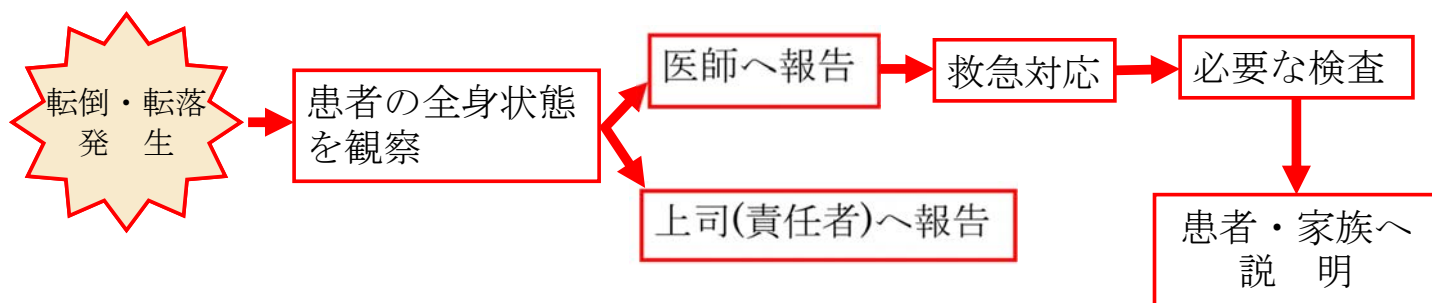 転倒・転落
発　生
患者の全身状態
を観察
医師へ報告
救急対応
必要な検査
上司(責任者)へ報告
患者・家族へ
説　明